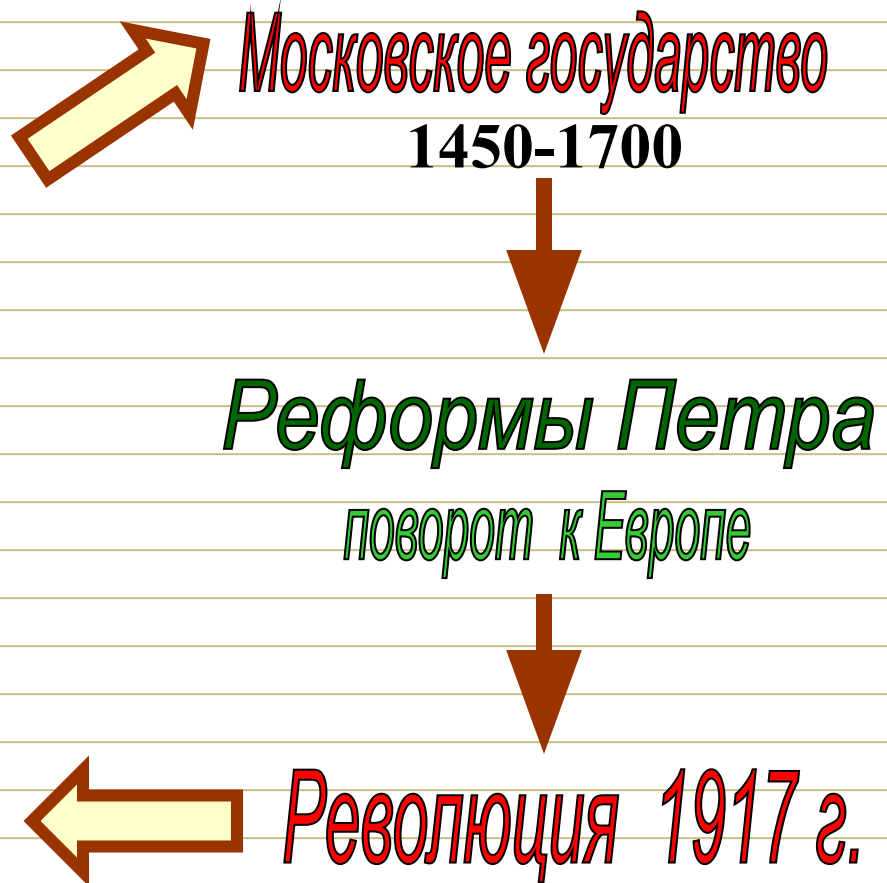 Московское государство
1450-1700
Реформы Петра
поворот к Европе
Революция 1917 г.